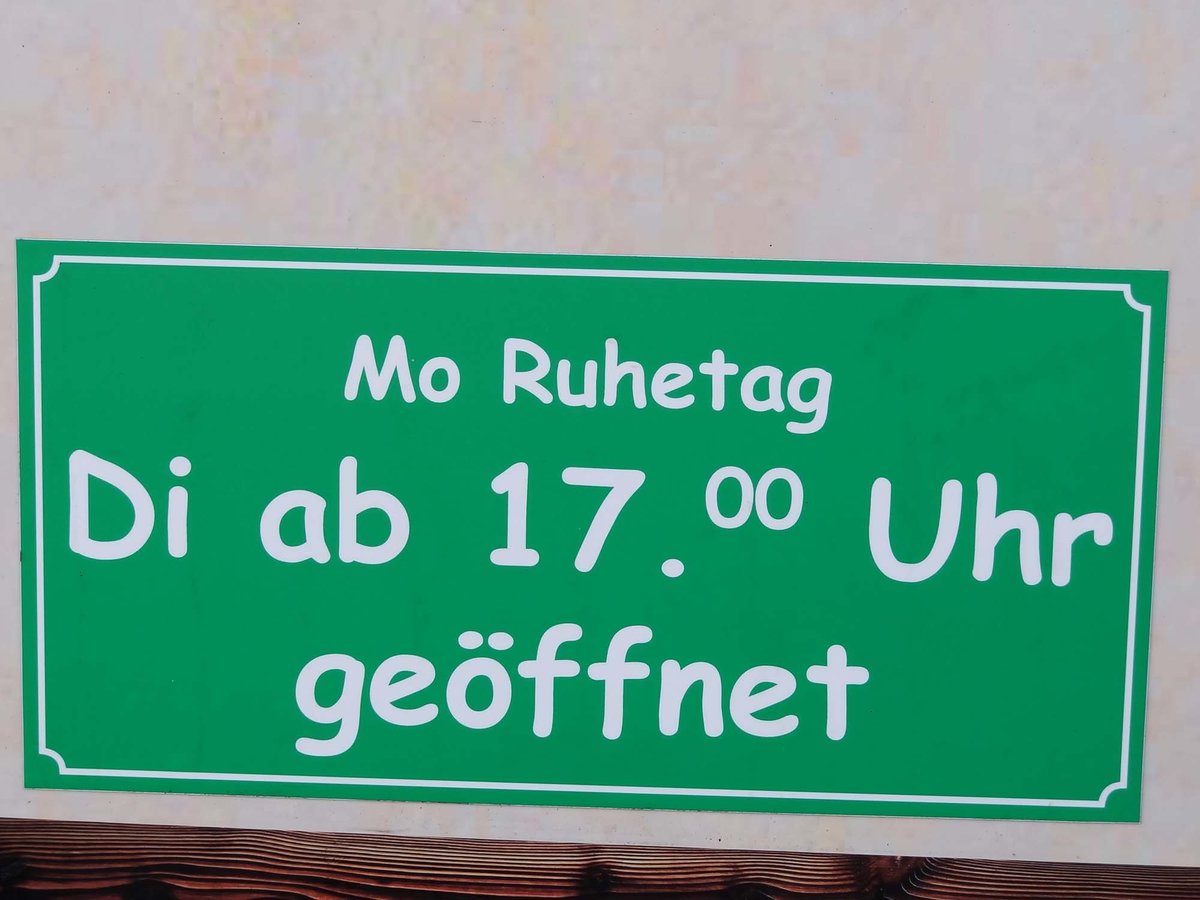 Mo Ruhetag
Di ab 17.⁰⁰ Uhr
geöffnet